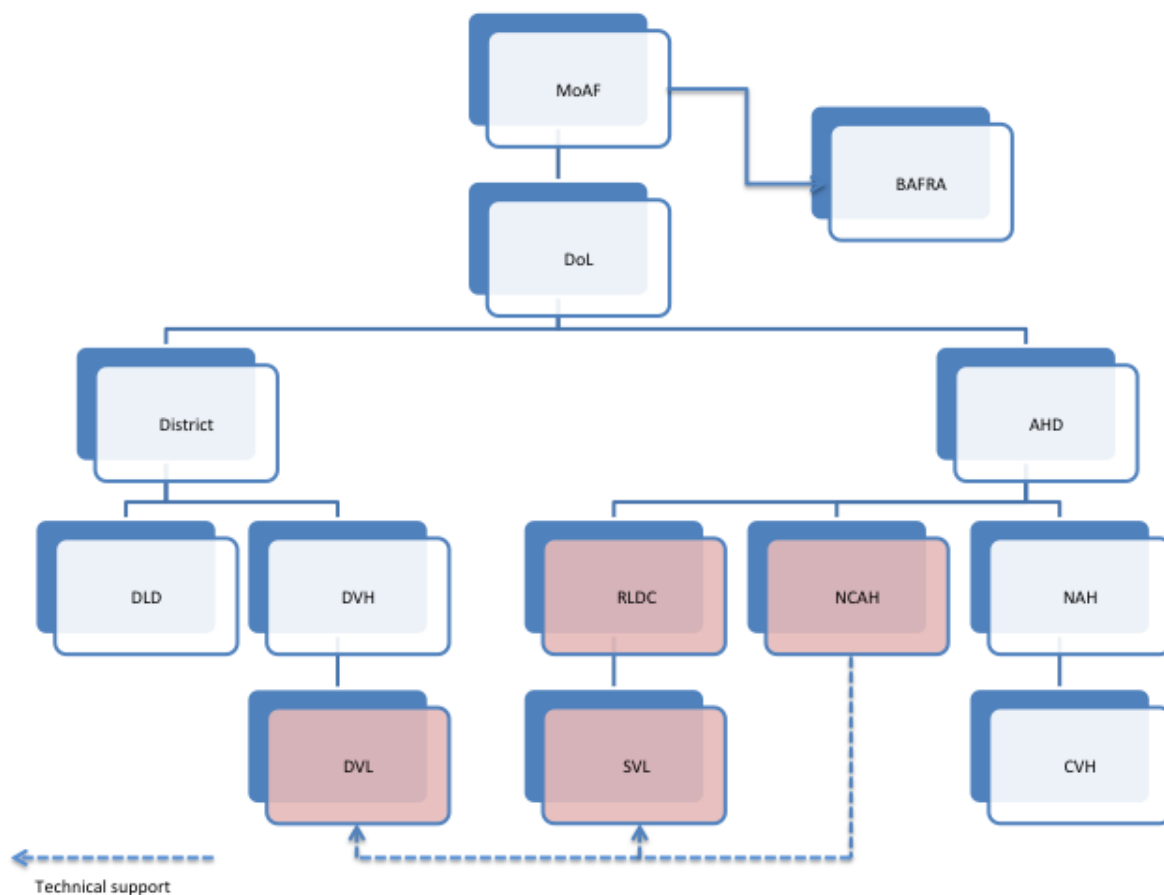 MoAF
BAFRA
DoL
District
AHD
DLD
DVH
RLDC
NCAH
NAH
DVL
SVL
CVH
Technical support